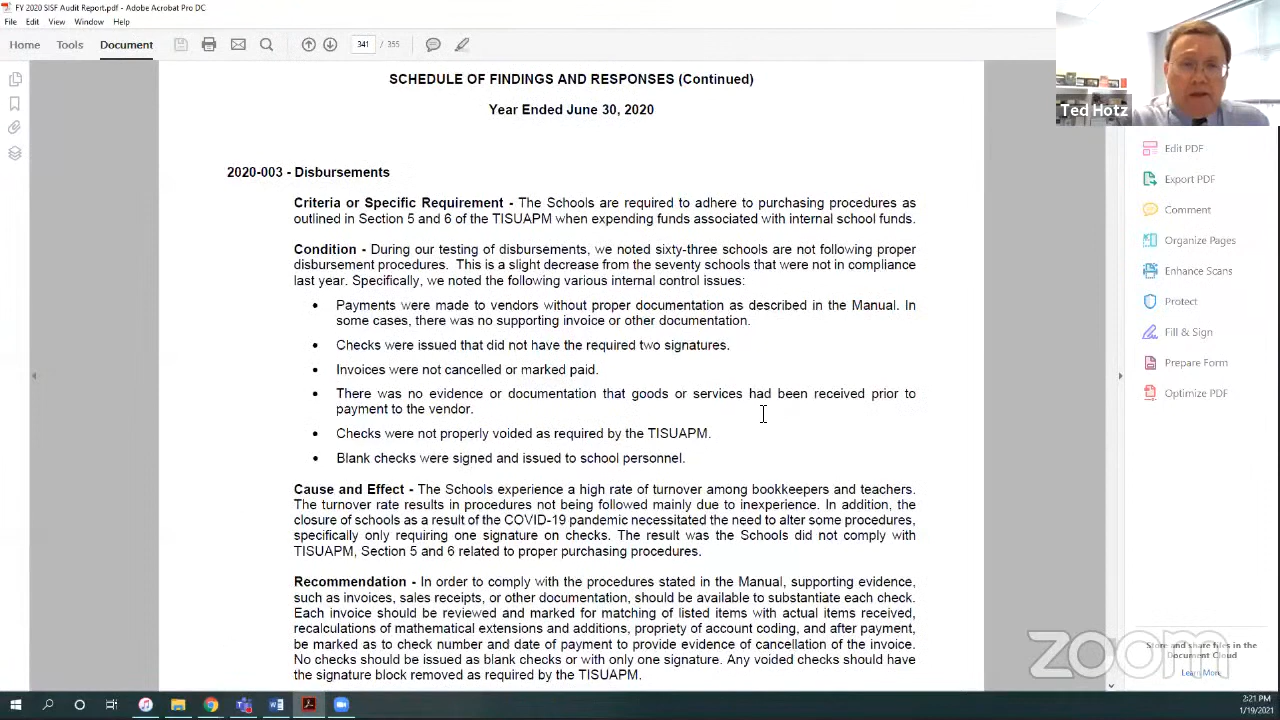 FY 2020 SISF Audit Report.pdf - Adobe Acrobat Pro DC
File Edit View Window Help
Home Tools Document 341 / 355
SCHEDULE OF FINDINGS AND RESPONSES (Continued)
Year Ended June 30, 2020
2020-003 - Disbursements
Criteria or Specific Requirement - The Schools are required to adhere to purchasing procedures as
outlined in Section 5 and 6 of the TISUAPM when expending funds associated with internal school funds.
Condition - During our testing of disbursements, we noted sixty-three schools are not following proper
disbursement procedures. This is a slight decrease from the seventy schools that were not in compliance
last year. Specifically, we noted the following various internal control issues:
• Payments were made to vendors without proper documentation as described in the Manual. In
some cases, there was no supporting invoice or other documentation.
• Checks were issued that did not have the required two signatures.
• Invoices were not cancelled or marked paid.
• There was no evidence or documentation that goods or services had been received prior to
payment to the vendor.
• Checks were not properly voided as required by the TISUAPM.
• Blank checks were signed and issued to school personnel.
Cause and Effect - The Schools experience a high rate of turnover among bookkeepers and teachers.
The turnover rate results in procedures not being followed mainly due to inexperience. In addition, the
closure of schools as a result of the COVID-19 pandemic necessitated the need to alter some procedures,
specifically only requiring one signature on checks. The result was the Schools did not comply with
TISUAPM, Section 5 and 6 related to proper purchasing procedures.
Recommendation - In order to comply with the procedures stated in the Manual, supporting evidence,
such as invoices, sales receipts, or other documentation, should be available to substantiate each check.
Each invoice should be reviewed and marked for matching of listed items with actual items received,
recalculations of mathematical extensions and additions, propriety of account coding, and after payment,
be marked as to check number and date of payment to provide evidence of cancellation of the invoice.
No checks should be issued as blank checks or with only one signature. Any voided checks should have
the signature block removed as required by the TISUAPM.
Ted Hotz
Edit PDF
Export PDF
Comment
Organize Pages
Enhance Scans
Protect
Fill & Sign
Prepare Form
Optimize PDF
Store and share files in the
Document Cloud
Learn More
zoom
2:21 PM
1/19/2021